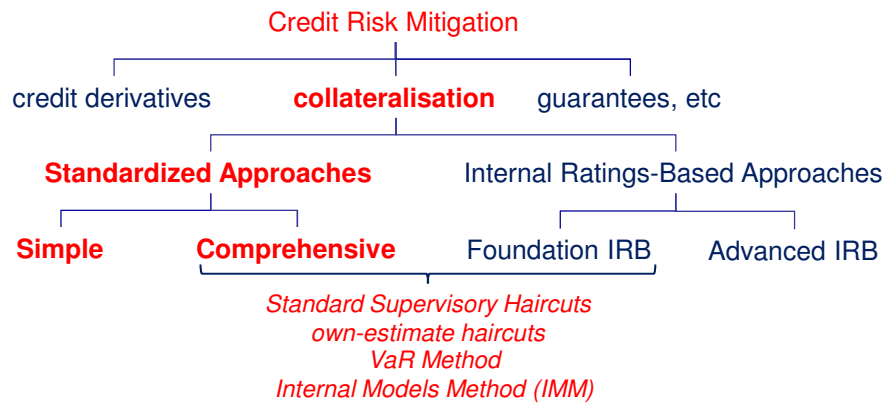 Credit Risk Mitigation
credit derivatives collateralisation guarantees, etc
Standardized Approaches Internal Ratings-Based Approaches
Simple Comprehensive Foundation IRB Advanced IRB
Standard Supervisory Haircuts
own-estimate haircuts
VaR Method
Internal Models Method (IMM)